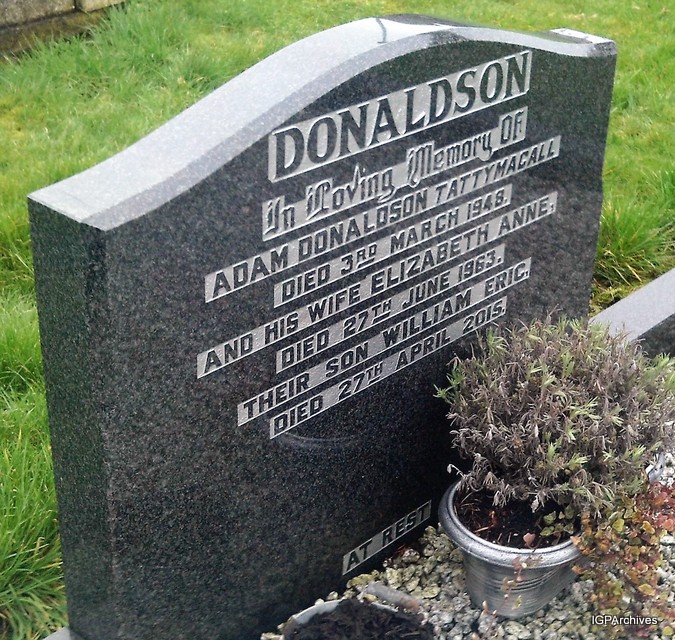 DONALDSON
In Loving Memory Of
ADAM DONALDSON TATTYMACALL
DIED 3RD MARCH 1948.
AND HIS WIFE ELIZABETH ANNE,
DIED 27TH JUNE 1963.
THEIR SON WILLIAM ERIC.
DIED 27TH APRIL 2015.
AT REST
IGPArchives